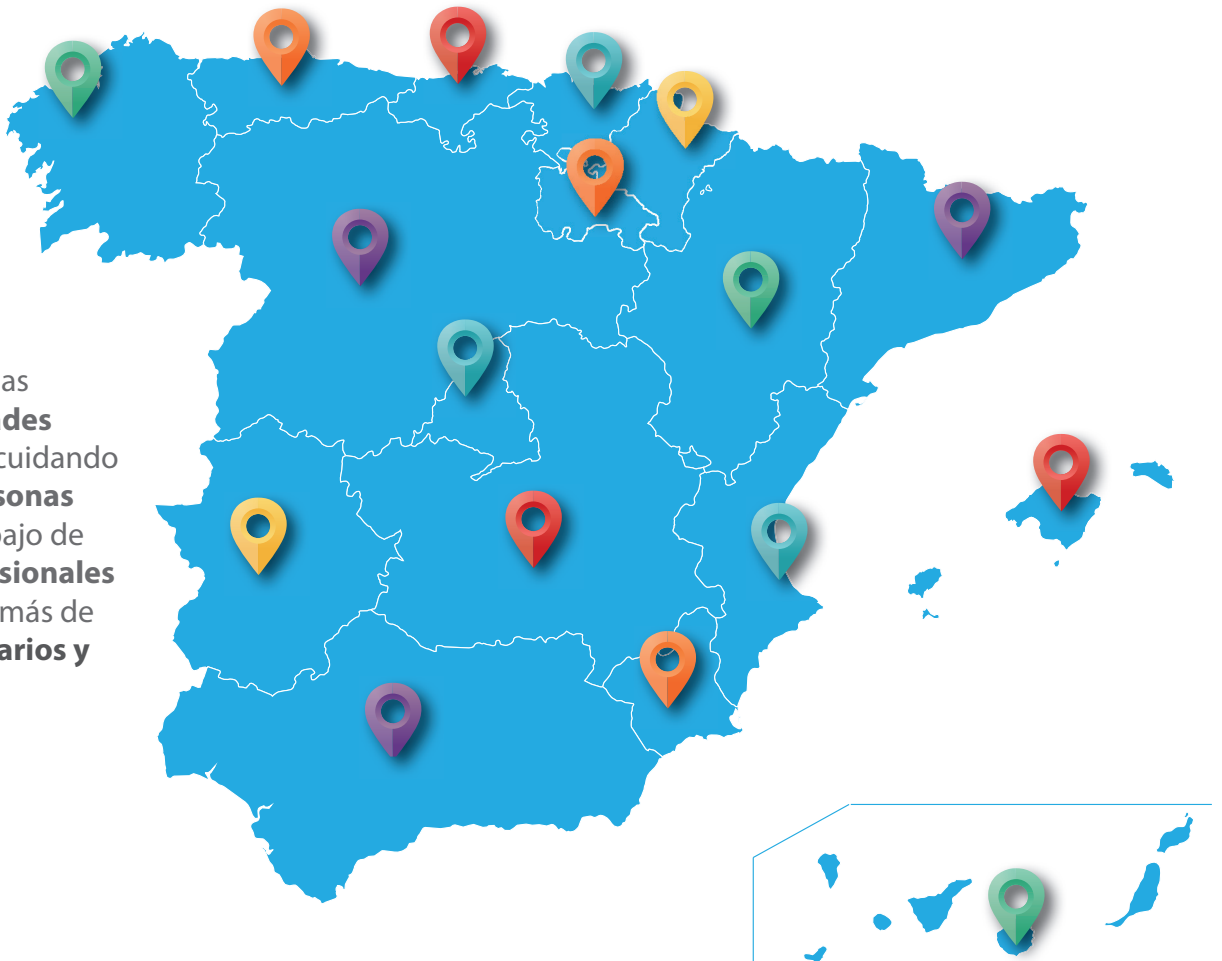 as
ades
cuidando
sonas
bajo de
sionales
más de
arios y